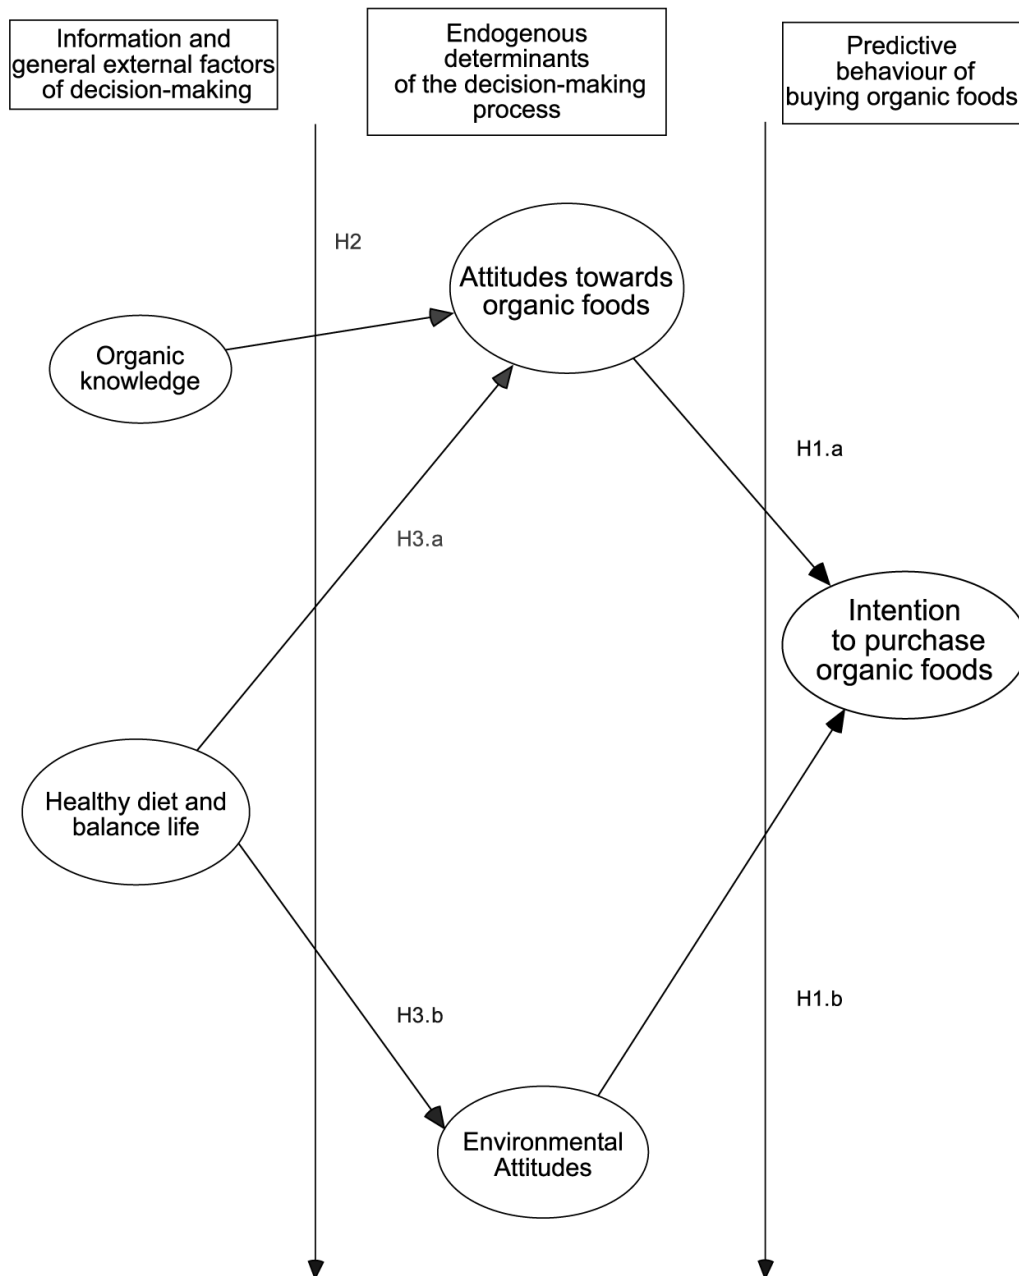 Information and
general external factors
of decision-making
Endogenous
determinants
of the decision-making
process
Predictive
behaviour of
buying organic foods
H2
Attitudes towards
organic foods
Organic
knowledge
H1.a
H3.a
Intention
to purchase
organic foods
Healthy diet and
balance life
H3.b
H1.b
Environmental
Attitudes